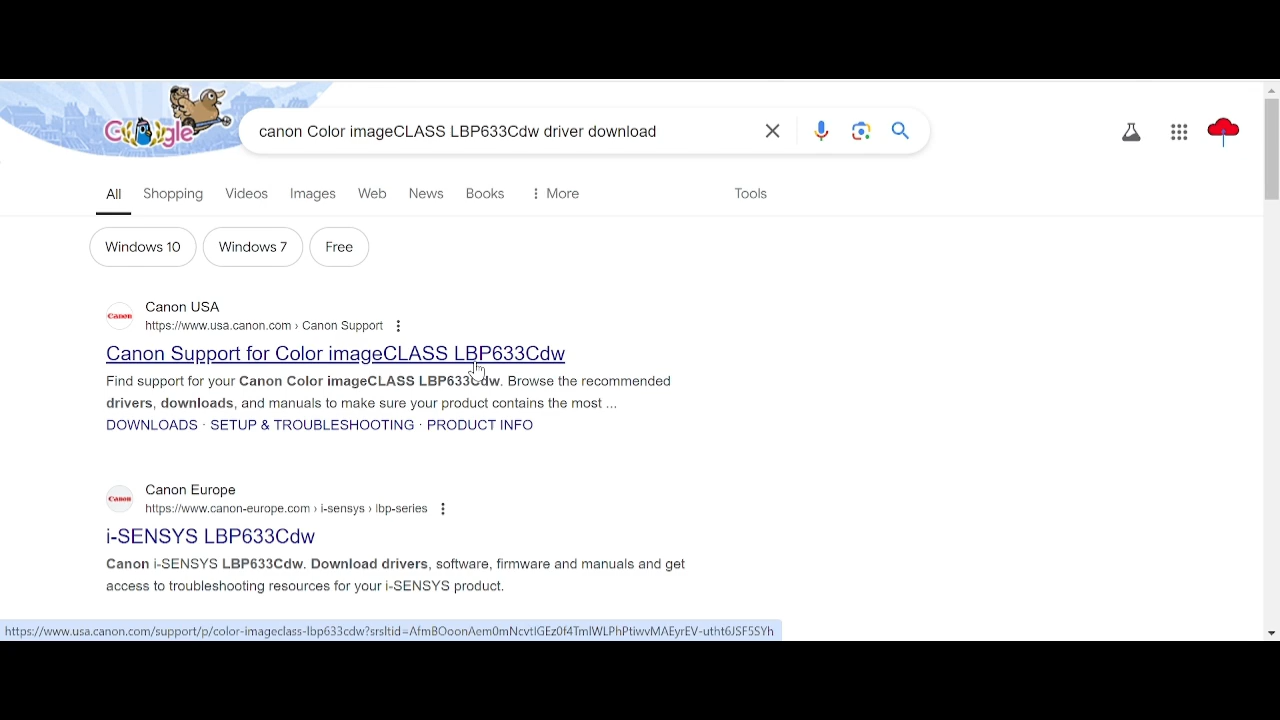 Google
canon Color imageCLASS LBP633Cdw driver download
All Shopping Videos Images Web News Books More Tools
Windows 10 Windows 7 Free
Canon
Canon USA
https://www.usa.canon.com › Canon Support
Canon Support for Color imageCLASS LBP633Cdw
Find support for your Canon Color imageCLASS LBP633Cdw. Browse the recommended
drivers, downloads, and manuals to make sure your product contains the most ...
DOWNLOADS · SETUP & TROUBLESHOOTING · PRODUCT INFO
Canon
Canon Europe
https://www.canon-europe.com › i-sensys › lbp-series
i-SENSYS LBP633Cdw
Canon i-SENSYS LBP633Cdw. Download drivers, software, firmware and manuals and get
access to troubleshooting resources for your i-SENSYS product.
https://www.usa.canon.com/support/p/color-imageclass-lbp633cdw?srsltid=AfmBOoonAem0mNcvtIGEz0f4TmlWLPhPtiwvMAEyrEV-utht6JSF5SYh